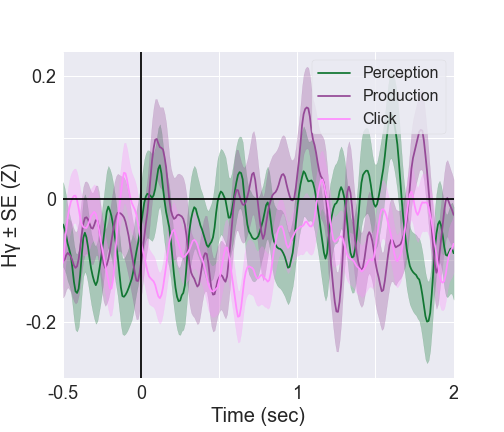 Perception
Production
Click
0.2
0
-0.2
Hγ ± SE (Z)
-0.5
0
1
2
Time (sec)